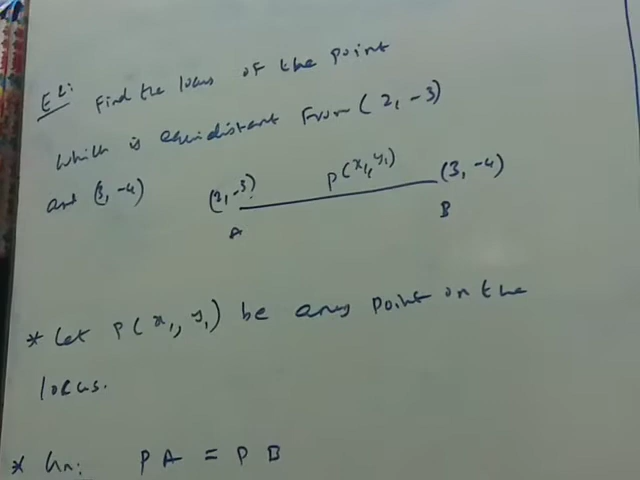 Ex: Find the locus of the point
which is equidistant from (2, -3)
and (3, -4)
(2, -3) P(x₁, y₁) (3, -4)
A B
* Let P(x₁, y₁) be any point on the
locus.
* Gn: PA = PB